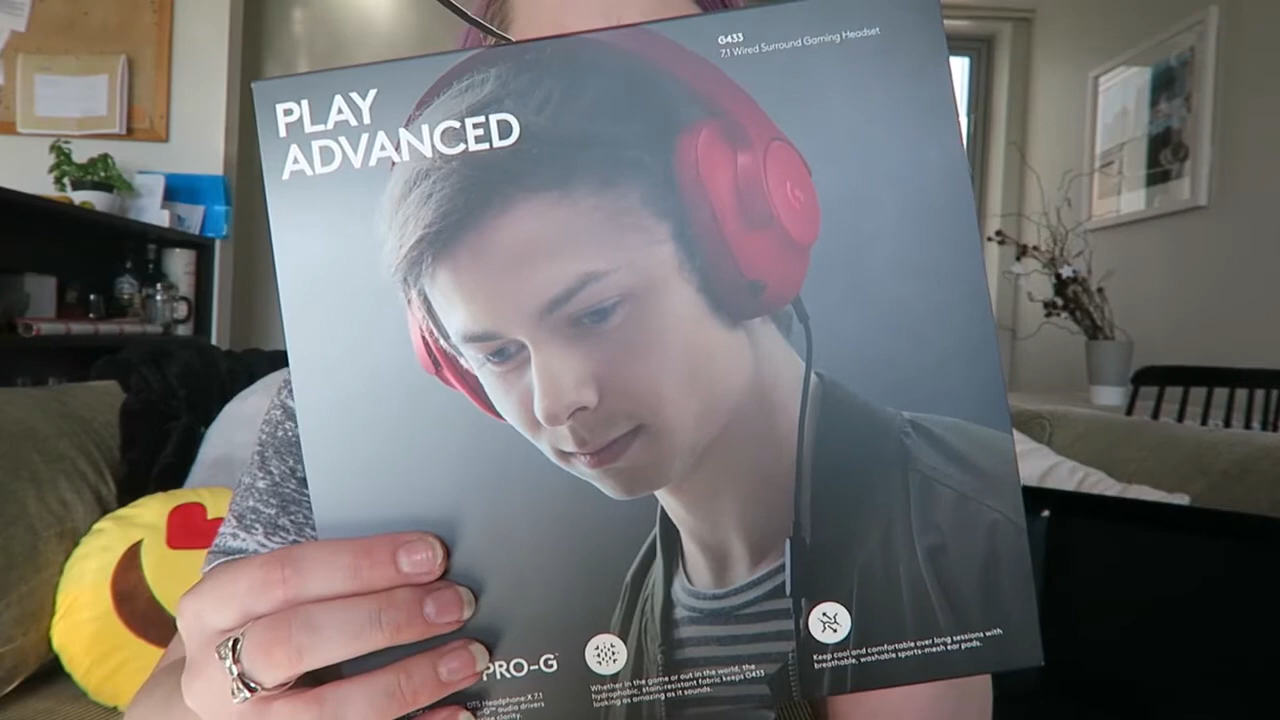 G433
7.1 Wired Surround Gaming Headset
PLAY
ADVANCED
PRO-G™
DTS Headphone:X 7.1
audio drivers
clarity.
Whether in the game or out in the world, the
hydrophobic, stain-resistant fabric keeps G433
looking as amazing as it sounds.
Keep cool and comfortable over long sessions with
breathable, washable sports-mesh ear pads.